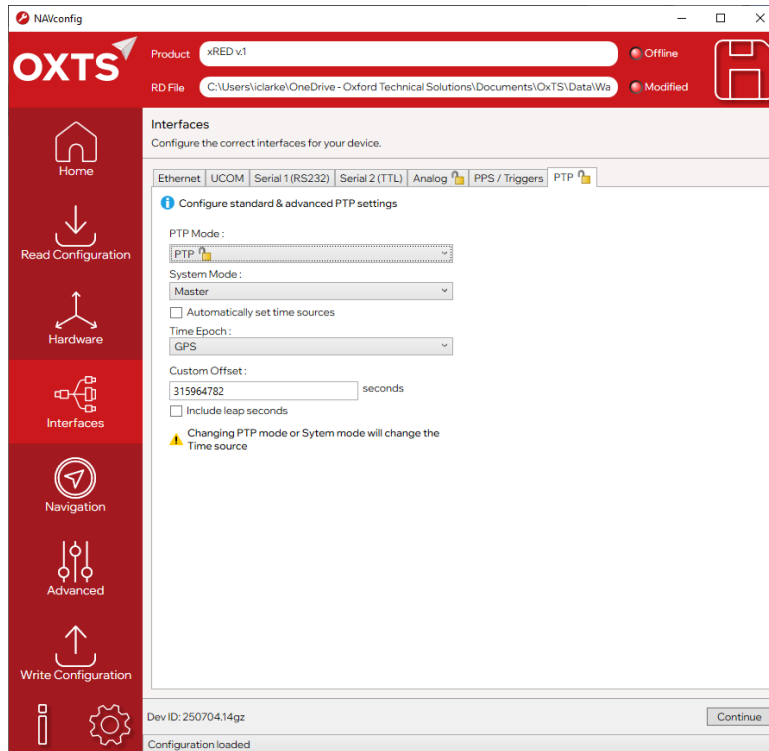 NAVconfig
OXTS
Product
xRED v.1
Offline
RD File
C:\Users\iclarke\OneDrive - Oxford Technical Solutions\Documents\OxTS\Data\Wa
Modified
Home
Read Configuration
Hardware
Interfaces
Navigation
Advanced
Write Configuration
Interfaces
Configure the correct interfaces for your device.
Ethernet UCOM Serial 1 (RS232) Serial 2 (TTL) Analog PPS / Triggers PTP
Configure standard & advanced PTP settings
PTP Mode :
PTP
System Mode :
Master
Automatically set time sources
Time Epoch :
GPS
Custom Offset :
315964782 seconds
Include leap seconds
Changing PTP mode or Sytem mode will change the
Time source
Dev ID: 250704.14gz
Continue
Configuration loaded